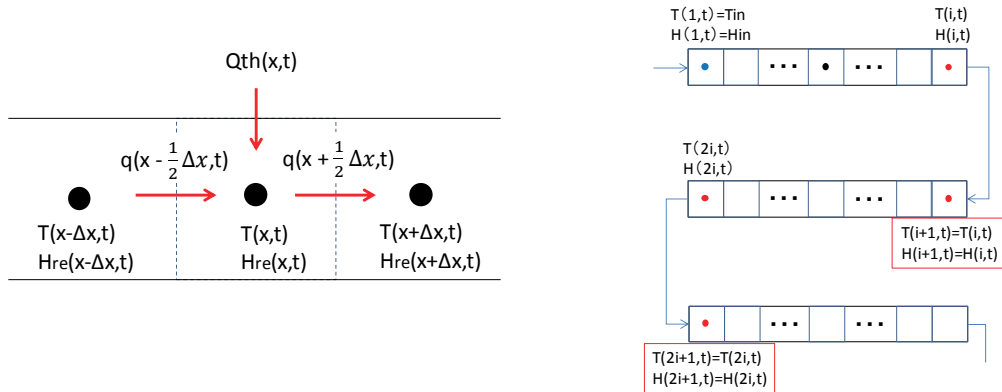 Qth(x,t)
q(x - 1/2 Δx,t)
q(x + 1/2 Δx,t)
T(x-Δx,t)
Hre(x-Δx,t)
T(x,t)
Hre(x,t)
T(x+Δx,t)
Hre(x+Δx,t)
T(1,t)=Tin
H(1,t)=Hin
T(i,t)
H(i,t)
...
...
T(2i,t)
H(2i,t)
...
...
T(i+1,t)=T(i,t)
H(i+1,t)=H(i,t)
...
...
T(2i+1,t)=T(2i,t)
H(2i+1,t)=H(2i,t)